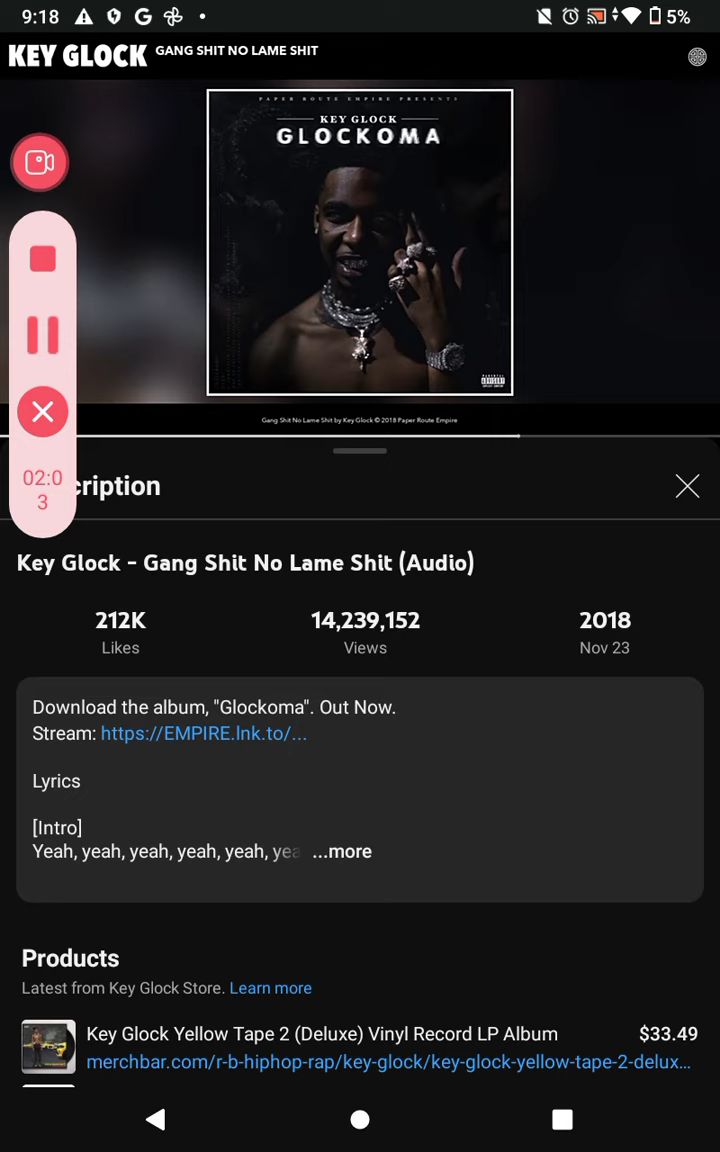 9:18
5%
KEY GLOCK GANG SHIT NO LAME SHIT
PAPER ROUTE EMPIRE PRESENTS
KEY GLOCK
GLOCKOMA
PARENTAL
ADVISORY
EXPLICIT CONTENT
Gang Shit No Lame Shit by Key Glock © 2018 Paper Route Empire
02:0
3
cription
Key Glock - Gang Shit No Lame Shit (Audio)
212K 14,239,152 2018
Likes Views Nov 23
Download the album, "Glockoma". Out Now.
Stream: https://EMPIRE.lnk.to/...
Lyrics
[Intro]
Yeah, yeah, yeah, yeah, yeah, yea ...more
Products
Latest from Key Glock Store. Learn more
Key Glock Yellow Tape 2 (Deluxe) Vinyl Record LP Album $33.49
merchbar.com/r-b-hiphop-rap/key-glock/key-glock-yellow-tape-2-delux...